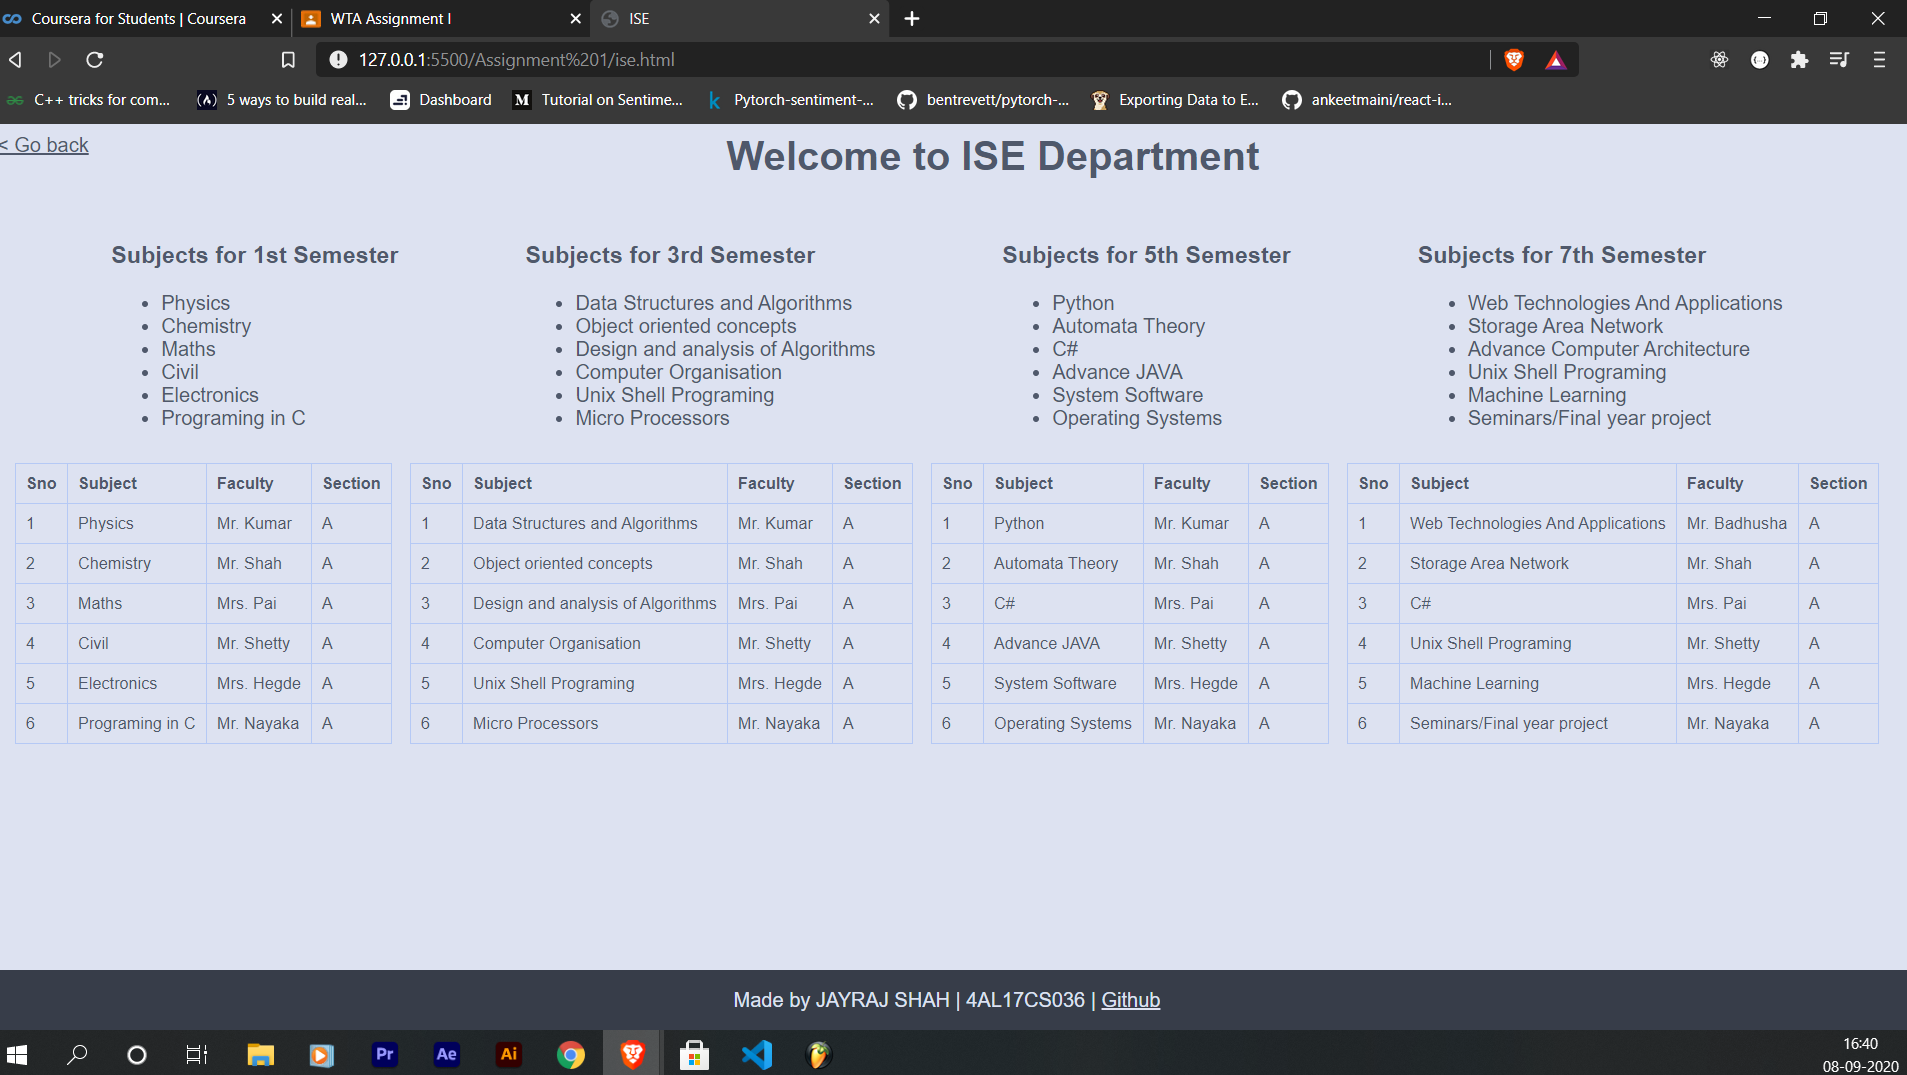 Coursera for Students | Coursera
WTA Assignment I
ISE
127.0.0.1:5500/Assignment%201/ise.html
C++ tricks for com...
5 ways to build real...
Dashboard
Tutorial on Sentime...
Pytorch-sentiment-...
bentrevett/pytorch-...
Exporting Data to E...
ankeetmaini/react-i...
< Go back
Welcome to ISE Department
Subjects for 1st Semester
Physics
Chemistry
Maths
Civil
Electronics
Programing in C
Subjects for 3rd Semester
Data Structures and Algorithms
Object oriented concepts
Design and analysis of Algorithms
Computer Organisation
Unix Shell Programing
Micro Processors
Subjects for 5th Semester
Python
Automata Theory
C#
Advance JAVA
System Software
Operating Systems
Subjects for 7th Semester
Web Technologies And Applications
Storage Area Network
Advance Computer Architecture
Unix Shell Programing
Machine Learning
Seminars/Final year project
Sno Subject Faculty Section
1 Physics Mr. Kumar A
2 Chemistry Mr. Shah A
3 Maths Mrs. Pai A
4 Civil Mr. Shetty A
5 Electronics Mrs. Hegde A
6 Programing in C Mr. Nayaka A
Sno Subject Faculty Section
1 Data Structures and Algorithms Mr. Kumar A
2 Object oriented concepts Mr. Shah A
3 Design and analysis of Algorithms Mrs. Pai A
4 Computer Organisation Mr. Shetty A
5 Unix Shell Programing Mrs. Hegde A
6 Micro Processors Mr. Nayaka A
Sno Subject Faculty Section
1 Python Mr. Kumar A
2 Automata Theory Mr. Shah A
3 C# Mrs. Pai A
4 Advance JAVA Mr. Shetty A
5 System Software Mrs. Hegde A
6 Operating Systems Mr. Nayaka A
Sno Subject Faculty Section
1 Web Technologies And Applications Mr. Badhusha A
2 Storage Area Network Mr. Shah A
3 C# Mrs. Pai A
4 Unix Shell Programing Mr. Shetty A
5 Machine Learning Mrs. Hegde A
6 Seminars/Final year project Mr. Nayaka A
Made by JAYRAJ SHAH | 4AL17CS036 | Github
Pr
Ae
Ai
16:40
08-09-2020